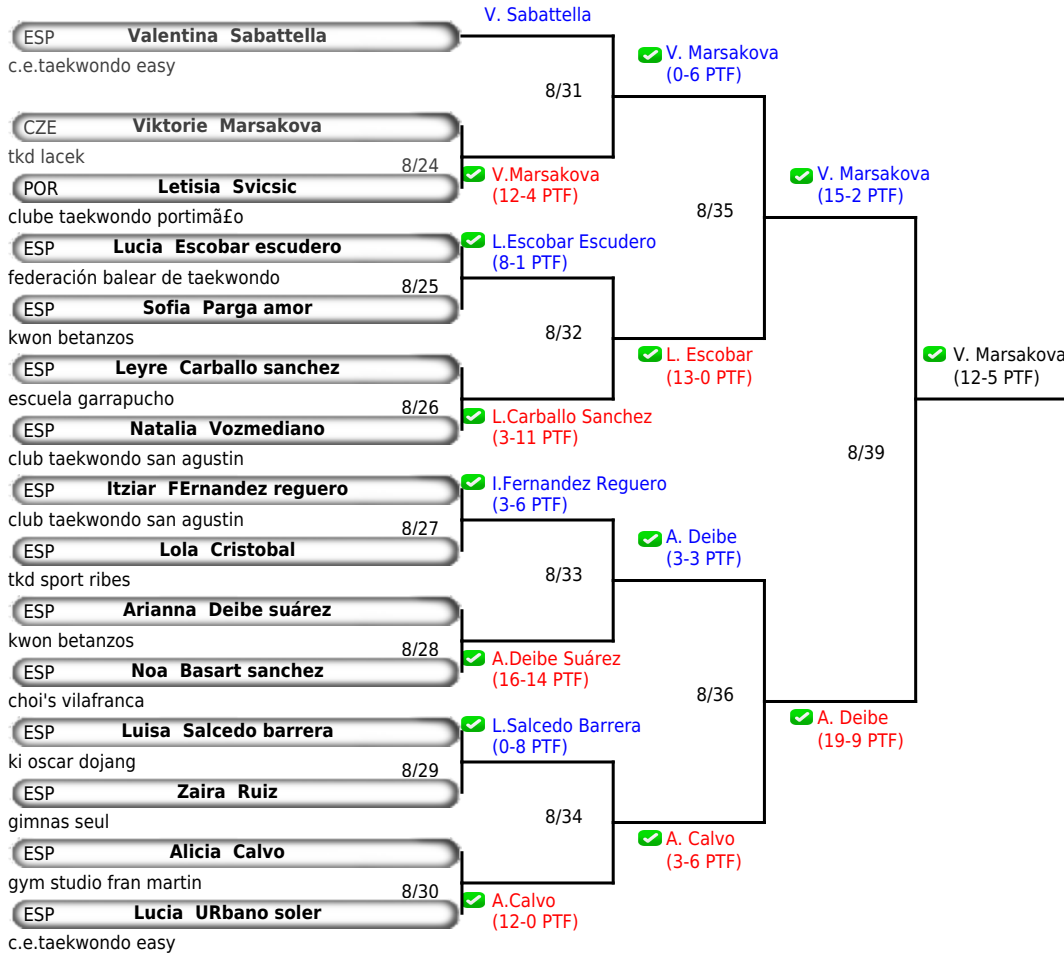 V. Sabattella
ESP Valentina Sabattella
c.e.taekwondo easy
V. Marsakova
(0-6 PTF)
8/31
CZE Viktorie Marsakova
tkd lacek
8/24
V.Marsakova
(12-4 PTF)
V. Marsakova
(15-2 PTF)
POR Letisia Svicsic
clube taekwondo portimã£o
8/35
ESP Lucia Escobar escudero
L.Escobar Escudero
(8-1 PTF)
federación balear de taekwondo
8/25
ESP Sofia Parga amor
kwon betanzos
8/32
ESP Leyre Carballo sanchez
L. Escobar
(13-0 PTF)
V. Marsakova
(12-5 PTF)
escuela garrapucho
8/26
L.Carballo Sanchez
(3-11 PTF)
ESP Natalia Vozmediano
club taekwondo san agustin
8/39
ESP Itziar FErnandez reguero
I.Fernandez Reguero
(3-6 PTF)
club taekwondo san agustin
8/27
ESP Lola Cristobal
A. Deibe
(3-3 PTF)
tkd sport ribes
8/33
ESP Arianna Deibe suárez
kwon betanzos
8/28
A.Deibe Suárez
(16-14 PTF)
ESP Noa Basart sanchez
choi's vilafranca
8/36
ESP Luisa Salcedo barrera
L.Salcedo Barrera
(0-8 PTF)
A. Deibe
(19-9 PTF)
ki oscar dojang
8/29
ESP Zaira Ruiz
gimnas seul
8/34
ESP Alicia Calvo
A. Calvo
(3-6 PTF)
gym studio fran martin
8/30
A.Calvo
(12-0 PTF)
ESP Lucia URbano soler
c.e.taekwondo easy